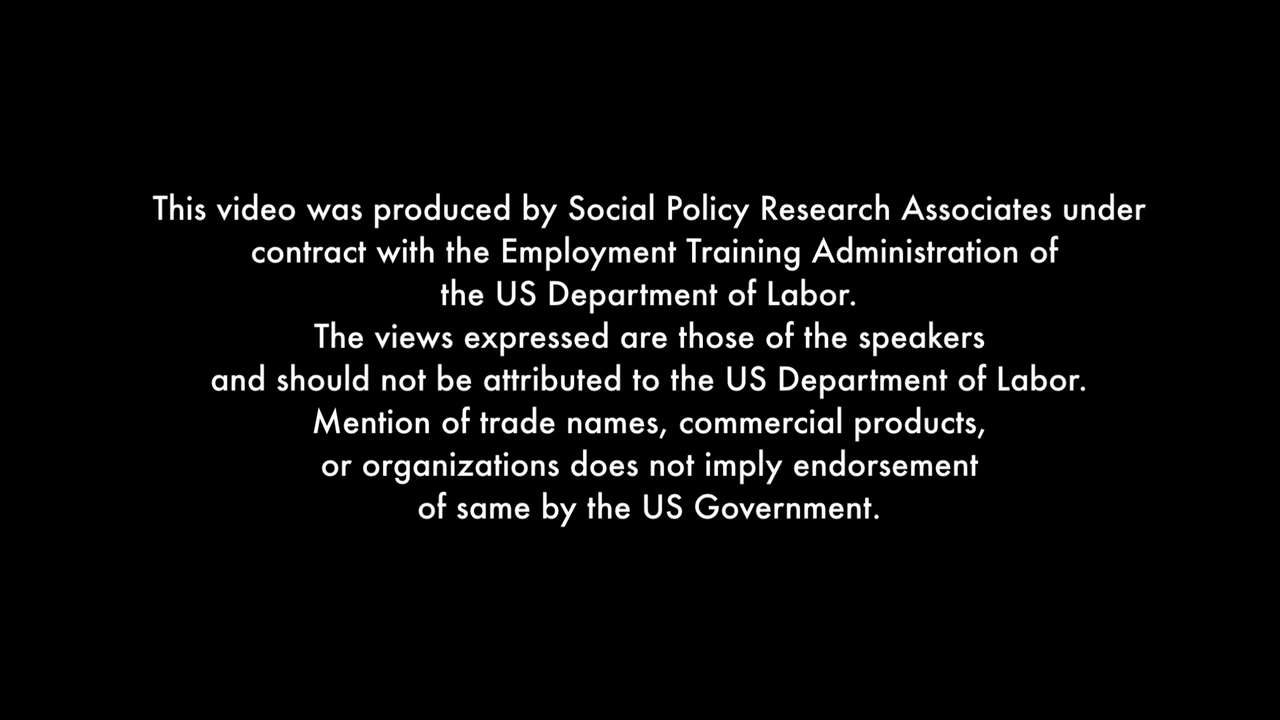 This video was produced by Social Policy Research Associates under
contract with the Employment Training Administration of
the US Department of Labor.
The views expressed are those of the speakers
and should not be attributed to the US Department of Labor.
Mention of trade names, commercial products,
or organizations does not imply endorsement
of same by the US Government.